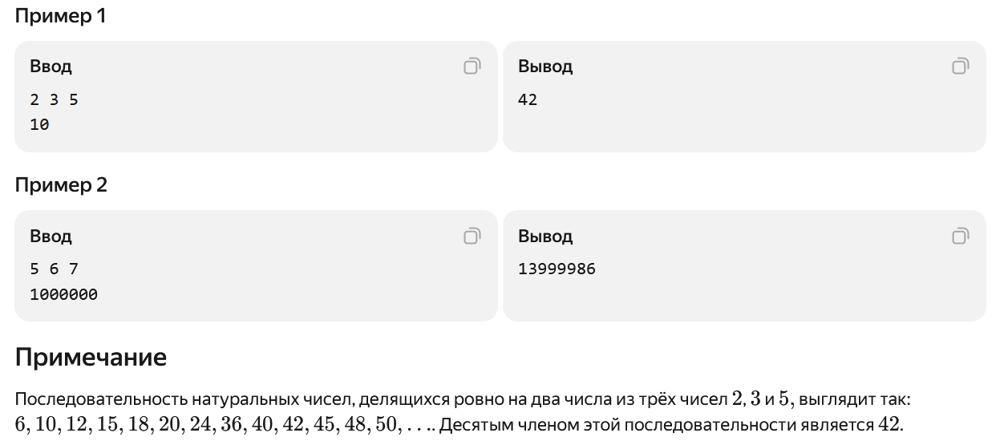 Пример 1
Ввод
2 3 5
10
Вывод
42
Пример 2
Ввод
5 6 7
1000000
Вывод
13999986
Примечание
Последовательность натуральных чисел, делящихся ровно на два числа из трёх чисел 2, 3 и 5, выглядит так:
6, 10, 12, 15, 18, 20, 24, 36, 40, 42, 45, 48, 50, . . .. Десятым членом этой последовательности является 42.